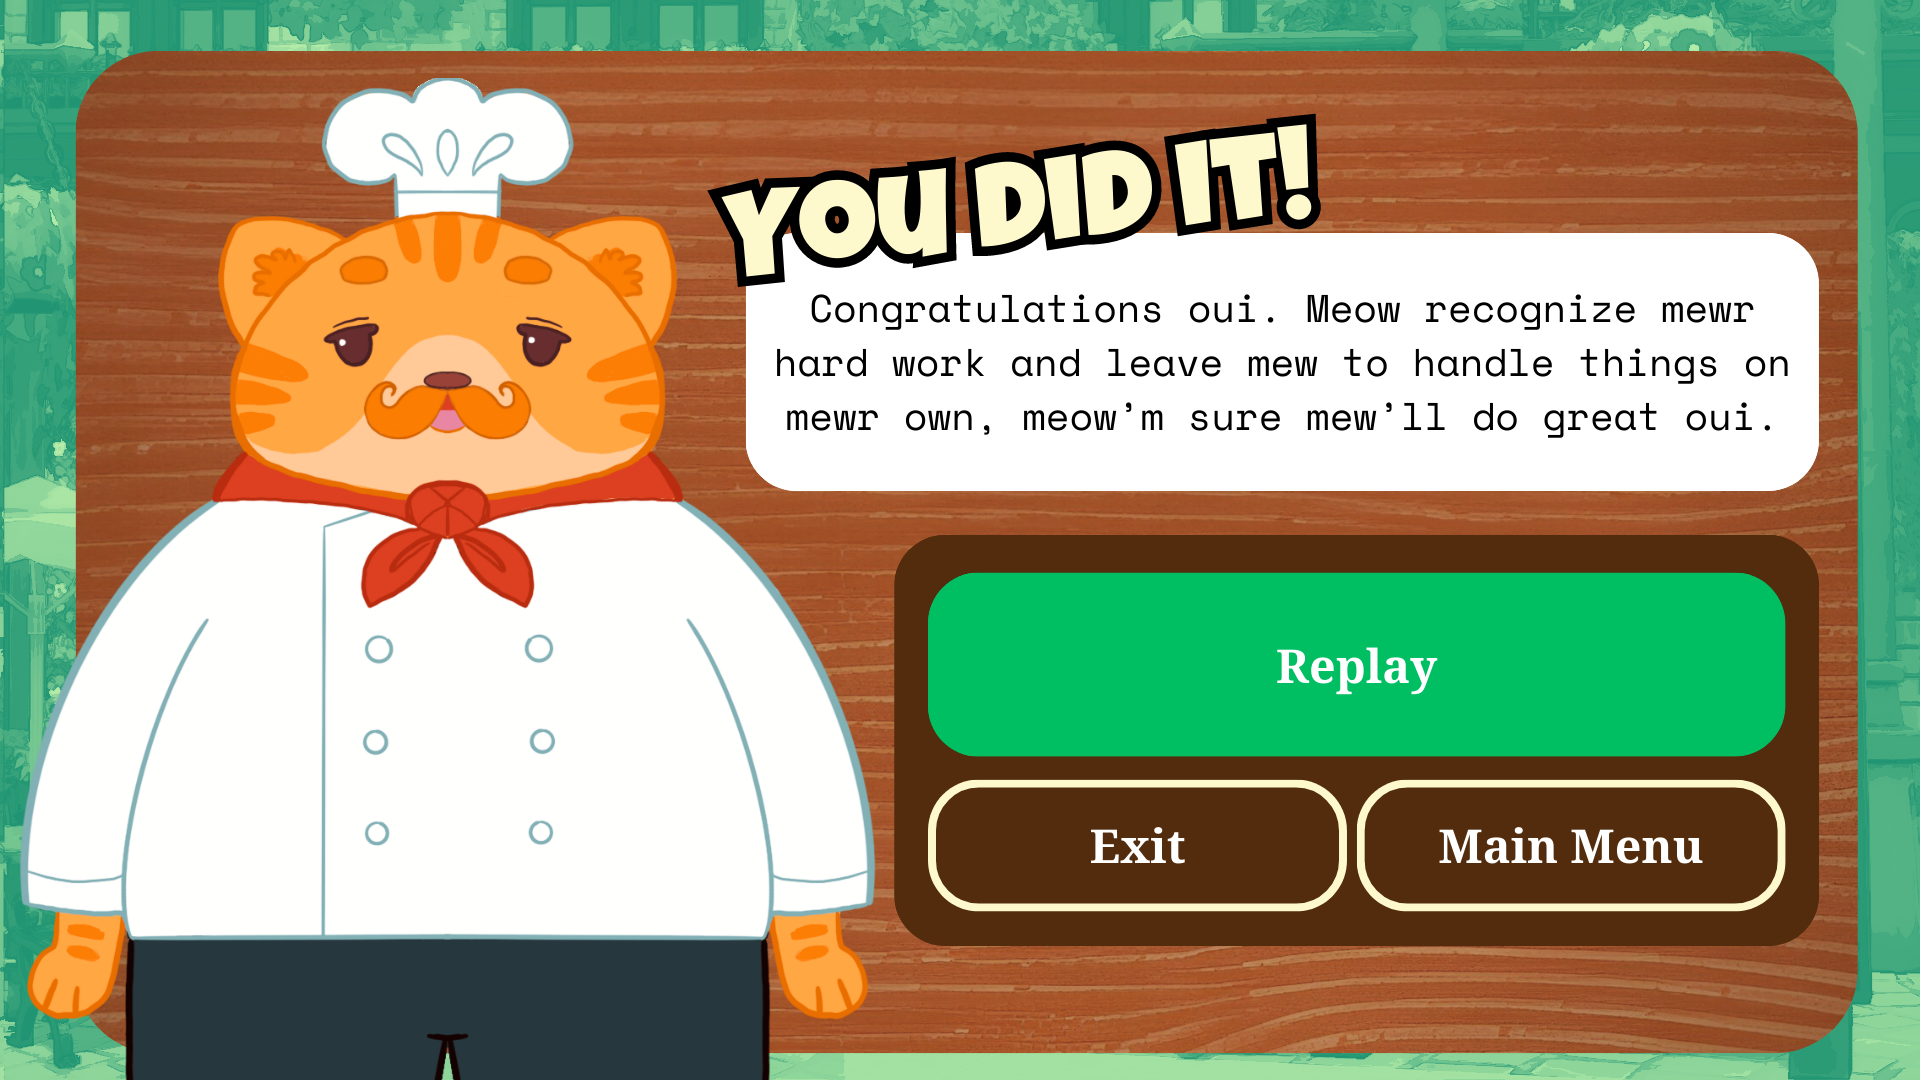 YOU DID IT!
Congratulations oui. Meow recognize mewr
hard work and leave mew to handle things on
mewr own, meow’m sure mew’ll do great oui.
Replay
Exit
Main Menu